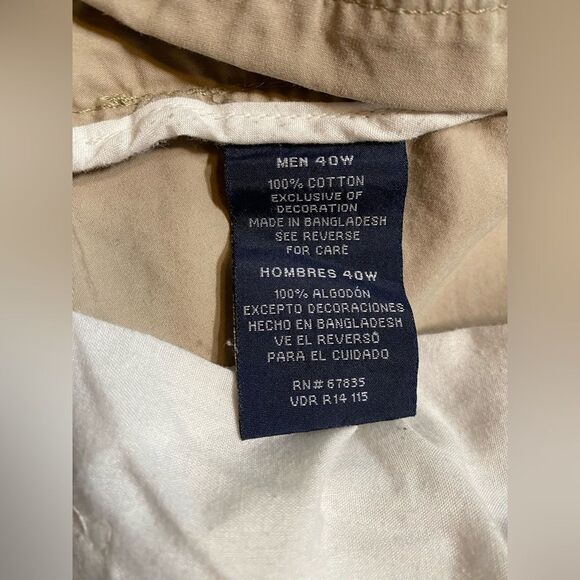 MEN 40W
100% COTTON
EXCLUSIVE OF
DECORATION
MADE IN BANGLADESH
SEE REVERSE
FOR CARE
HOMBRES 40W
100% ALGODÓN
EXCEPTO DECORACIONES
HECHO EN BANGLADESH
VE EL REVERSO
PARA EL CUIDADO
RN# 67835
VDR R14 115